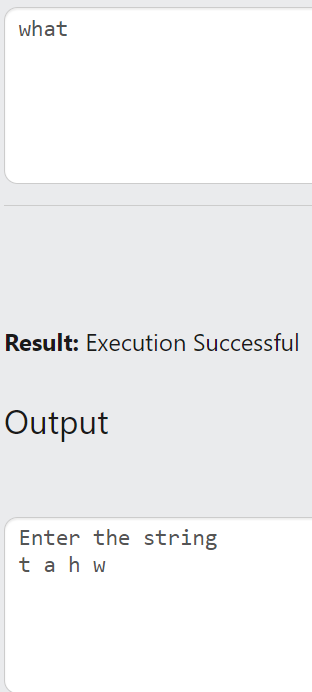 what
Result: Execution Successful
Output
Enter the string
t a h w